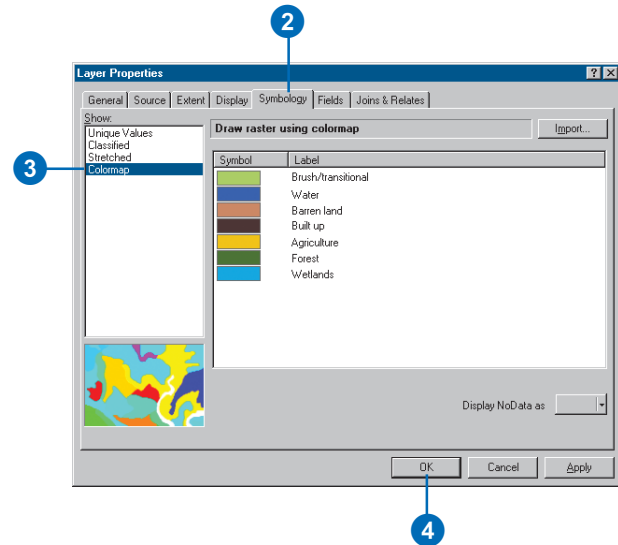 2
Layer Properties
? ×
General Source Extent Display Symbology Fields Joins & Relates
Show:
Unique Values
Classified
Stretched
Colormap
3
Draw raster using colormap
Import...
Symbol Label
Brush/transitional
Water
Barren land
Built up
Agriculture
Forest
Wetlands
Display NoData as
OK Cancel Apply
4